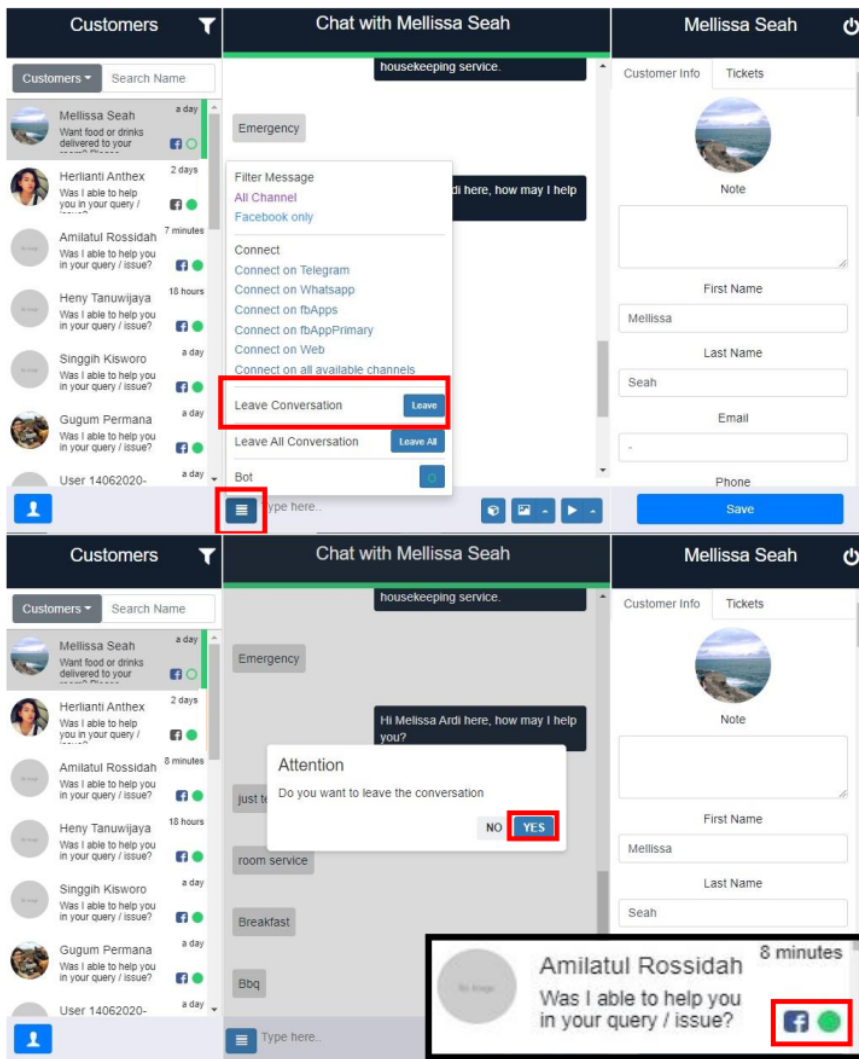 Customers
Chat with Mellissa Seah
Mellissa Seah
Customers
Search Name
Mellissa Seah
a day
Want food or drinks
delivered to your
Herlianti Anthex
2 days
Was I able to help
you in your query /
Amilatul Rossidah
7 minutes
Was I able to help you
in your query / issue?
Heny Tanuwijaya
18 hours
Was I able to help you
in your query / issue?
Singgih Kisworo
a day
Was I able to help you
in your query / issue?
Gugum Permana
a day
Was I able to help you
in your query / issue?
User 14062020-
a day
housekeeping service.
Emergency
di here, how may I help
Filter Message
All Channel
Facebook only
Connect
Connect on Telegram
Connect on Whatsapp
Connect on fbApps
Connect on fbAppPrimary
Connect on Web
Connect on all available channels
Leave Conversation
Leave
Leave All Conversation
Leave All
Bot
Type here..
Customer Info
Tickets
Note
First Name
Mellissa
Last Name
Seah
Email
-
Phone
Save
Customers
Chat with Mellissa Seah
Mellissa Seah
Customers
Search Name
Mellissa Seah
a day
Want food or drinks
delivered to your
Herlianti Anthex
2 days
Was I able to help
you in your query /
Amilatul Rossidah
8 minutes
Was I able to help you
in your query / issue?
Heny Tanuwijaya
18 hours
Was I able to help you
in your query / issue?
Singgih Kisworo
a day
Was I able to help you
in your query / issue?
Gugum Permana
a day
Was I able to help you
in your query / issue?
User 14062020-
a day
housekeeping service.
Emergency
Hi Melissa Ardi here, how may I help
you?
Attention
Do you want to leave the conversation
NO
YES
just te
room service
Breakfast
Bbq
Type here..
Customer Info
Tickets
Note
First Name
Mellissa
Last Name
Seah
Amilatul Rossidah
8 minutes
Was I able to help you
in your query / issue?